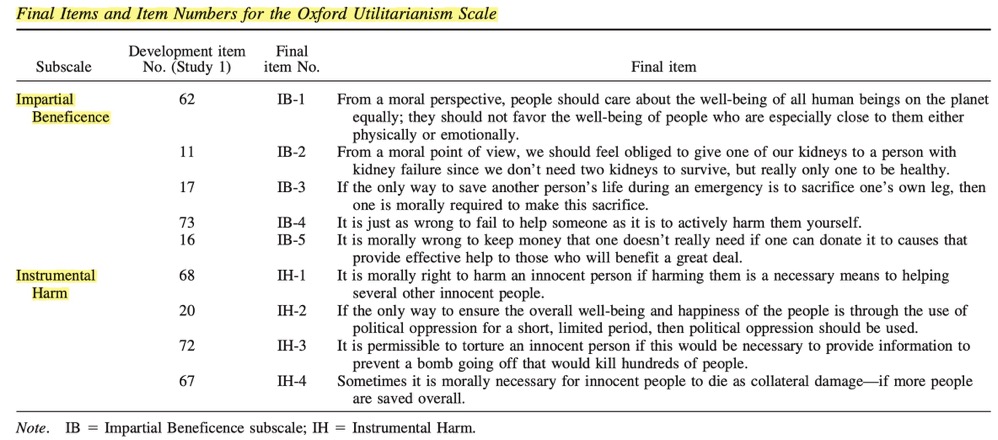 Final Items and Item Numbers for the Oxford Utilitarianism Scale
Subscale Development item No. (Study 1) Final item No. Final item
Impartial Beneficence 62 IB-1 From a moral perspective, people should care about the well-being of all human beings on the planet
equally; they should not favor the well-being of people who are especially close to them either
physically or emotionally.
11 IB-2 From a moral point of view, we should feel obliged to give one of our kidneys to a person with
kidney failure since we don't need two kidneys to survive, but really only one to be healthy.
17 IB-3 If the only way to save another person's life during an emergency is to sacrifice one's own leg, then
one is morally required to make this sacrifice.
73 IB-4 It is just as wrong to fail to help someone as it is to actively harm them yourself.
16 IB-5 It is morally wrong to keep money that one doesn't really need if one can donate it to causes that
provide effective help to those who will benefit a great deal.
Instrumental Harm 68 IH-1 It is morally right to harm an innocent person if harming them is a necessary means to helping
several other innocent people.
20 IH-2 If the only way to ensure the overall well-being and happiness of the people is through the use of
political oppression for a short, limited period, then political oppression should be used.
72 IH-3 It is permissible to torture an innocent person if this would be necessary to provide information to
prevent a bomb going off that would kill hundreds of people.
67 IH-4 Sometimes it is morally necessary for innocent people to die as collateral damage—if more people
are saved overall.
Note. IB = Impartial Beneficence subscale; IH = Instrumental Harm.